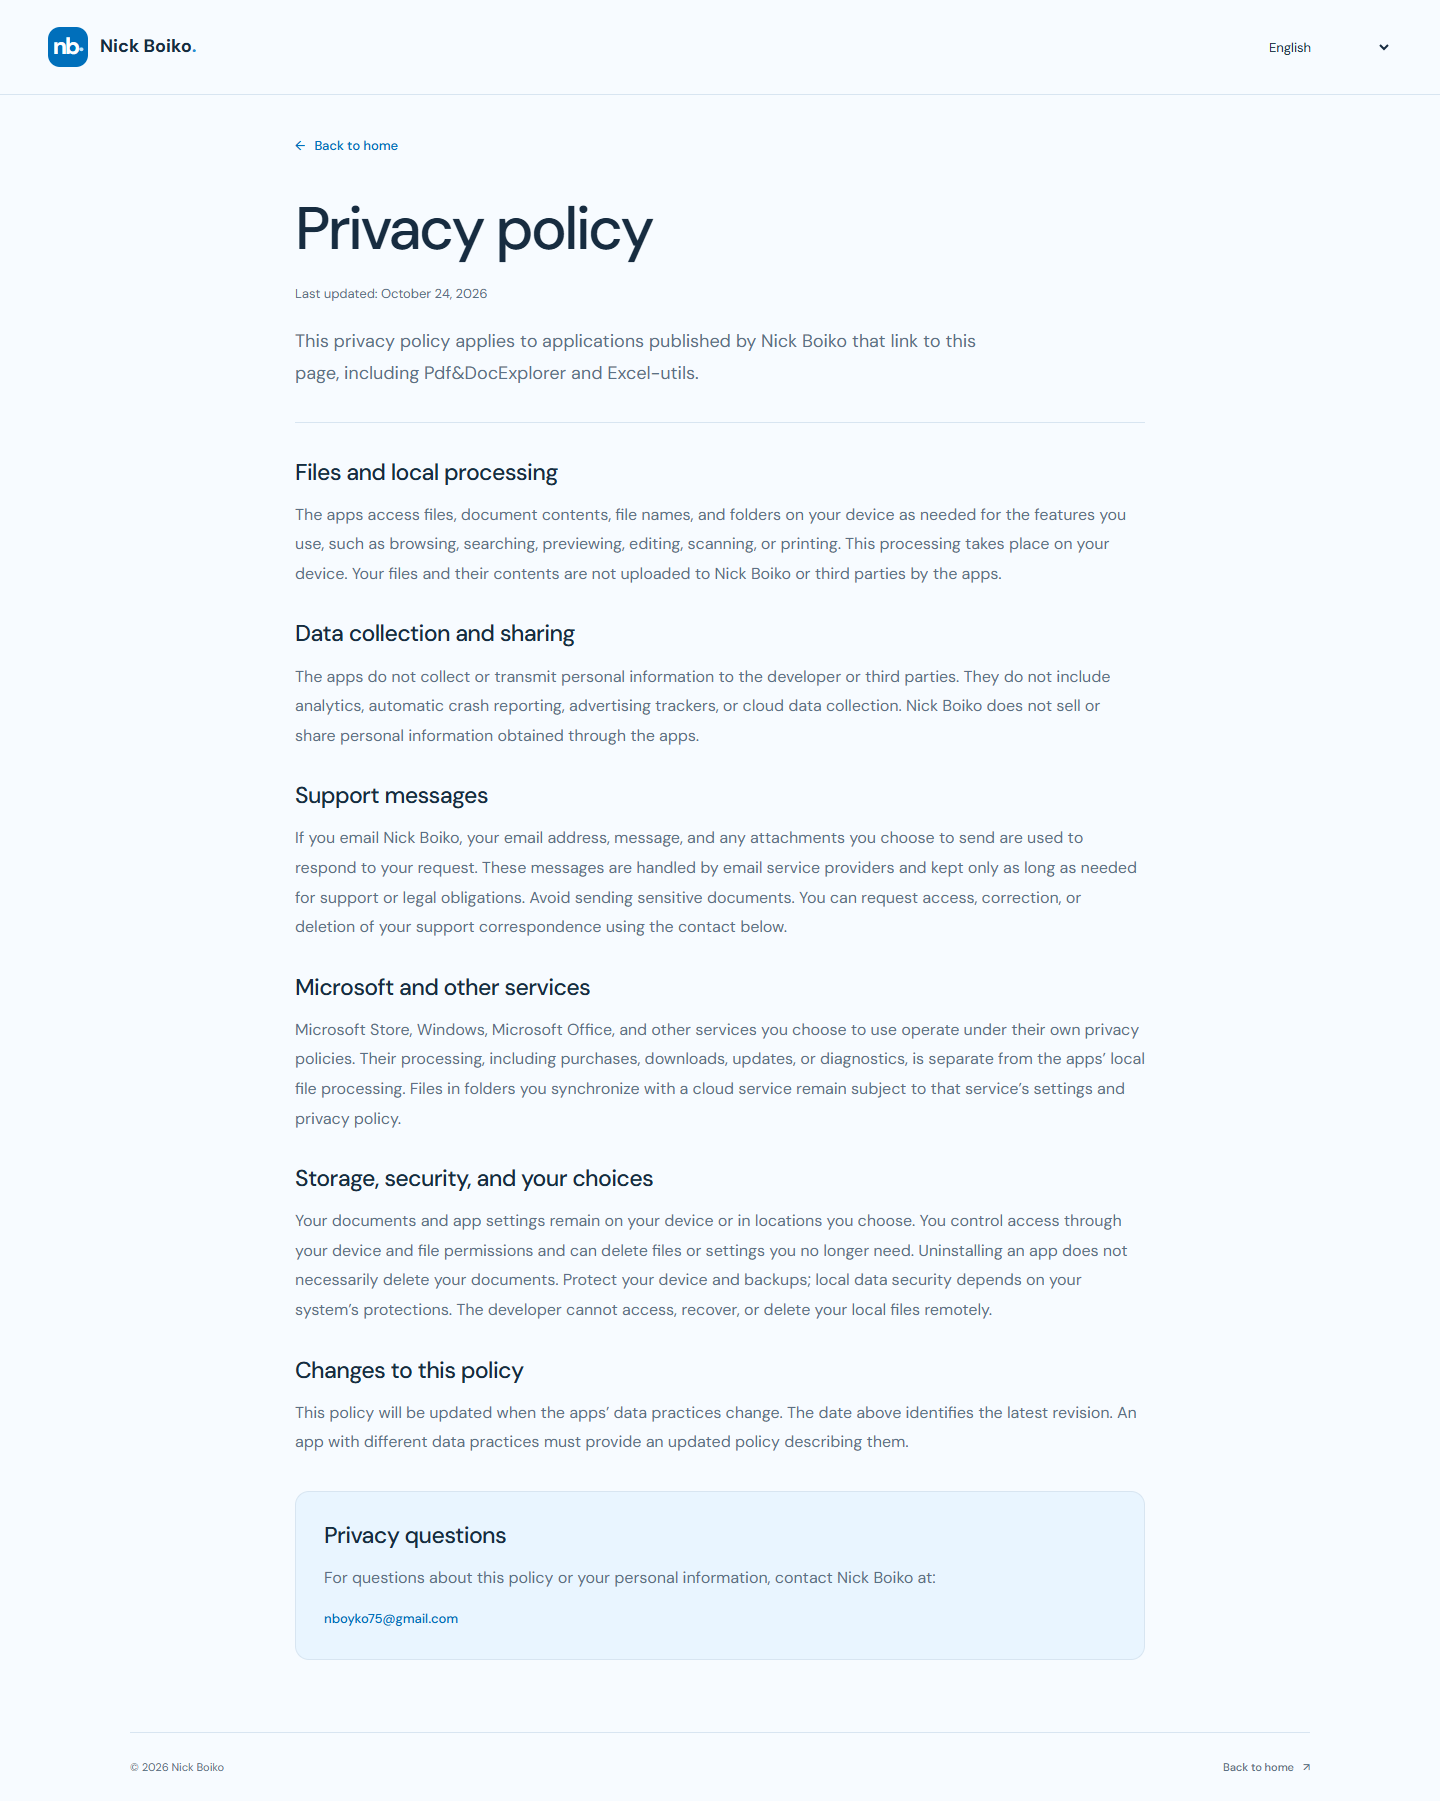 nb.
Nick Boiko.
English
← Back to home
Privacy policy
Last updated: October 24, 2026
This privacy policy applies to applications published by Nick Boiko that link to this
page, including Pdf&DocExplorer and Excel-utils.
Files and local processing
The apps access files, document contents, file names, and folders on your device as needed for the features you
use, such as browsing, searching, previewing, editing, scanning, or printing. This processing takes place on your
device. Your files and their contents are not uploaded to Nick Boiko or third parties by the apps.
Data collection and sharing
The apps do not collect or transmit personal information to the developer or third parties. They do not include
analytics, automatic crash reporting, advertising trackers, or cloud data collection. Nick Boiko does not sell or
share personal information obtained through the apps.
Support messages
If you email Nick Boiko, your email address, message, and any attachments you choose to send are used to
respond to your request. These messages are handled by email service providers and kept only as long as needed
for support or legal obligations. Avoid sending sensitive documents. You can request access, correction, or
deletion of your support correspondence using the contact below.
Microsoft and other services
Microsoft Store, Windows, Microsoft Office, and other services you choose to use operate under their own privacy
policies. Their processing, including purchases, downloads, updates, or diagnostics, is separate from the apps’ local
file processing. Files in folders you synchronize with a cloud service remain subject to that service’s settings and
privacy policy.
Storage, security, and your choices
Your documents and app settings remain on your device or in locations you choose. You control access through
your device and file permissions and can delete files or settings you no longer need. Uninstalling an app does not
necessarily delete your documents. Protect your device and backups; local data security depends on your
system’s protections. The developer cannot access, recover, or delete your local files remotely.
Changes to this policy
This policy will be updated when the apps’ data practices change. The date above identifies the latest revision. An
app with different data practices must provide an updated policy describing them.
Privacy questions
For questions about this policy or your personal information, contact Nick Boiko at:
nboyko75@gmail.com
© 2026 Nick Boiko
Back to home ↗